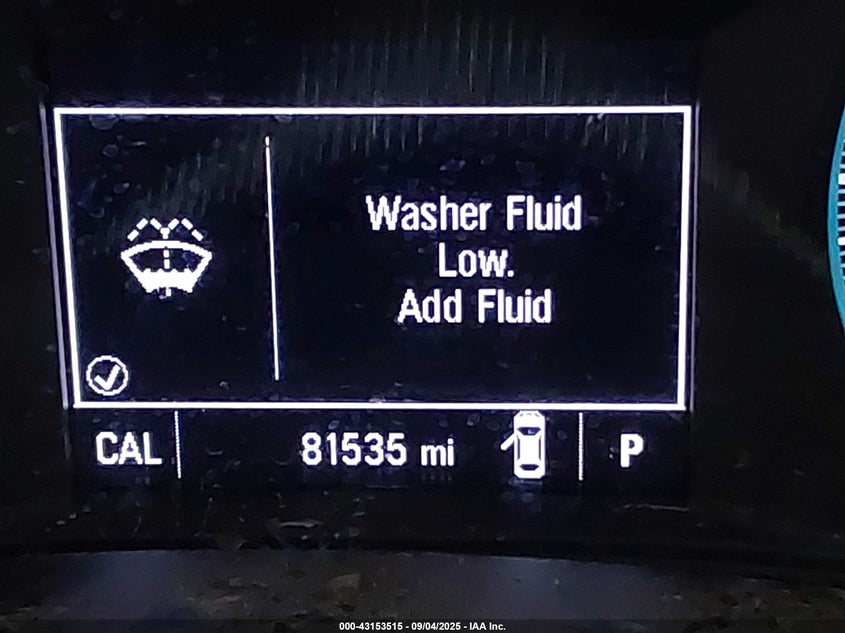 Washer Fluid
Low.
Add Fluid
CAL 81535 mi P
000-43153515 - 09/04/2025 - IAA Inc.